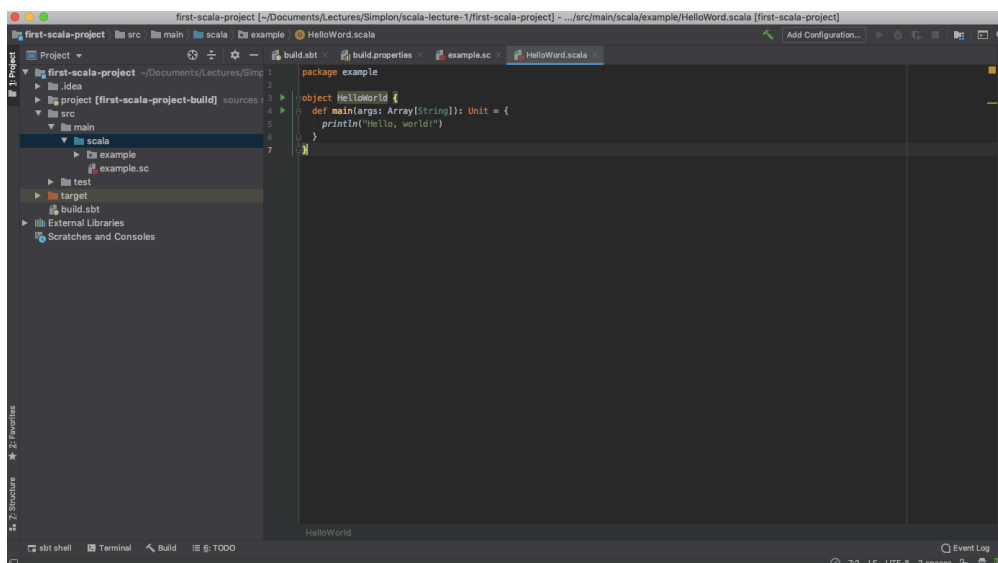 first-scala-project [~/Documents/Lectures/Simplon/scala-lecture-1/first-scala-project] - .../src/main/scala/example/HelloWord.scala [first-scala-project]
first-scala-project src main scala example HelloWord.scala Add Configuration...
1: Project
Project
build.sbt build.properties example.sc HelloWord.scala
first-scala-project ~/Documents/Lectures/Simp
.idea
project [first-scala-project-build] sources
src
main
scala
example
example.sc
test
target
build.sbt
External Libraries
Scratches and Consoles
1 package example
2
3 object HelloWorld {
4 def main(args: Array[String]): Unit = {
5 println("Hello, world!")
6 }
7 }
2: Favorites
7: Structure
HelloWorld
sbt shell Terminal Build 6: TODO Event Log